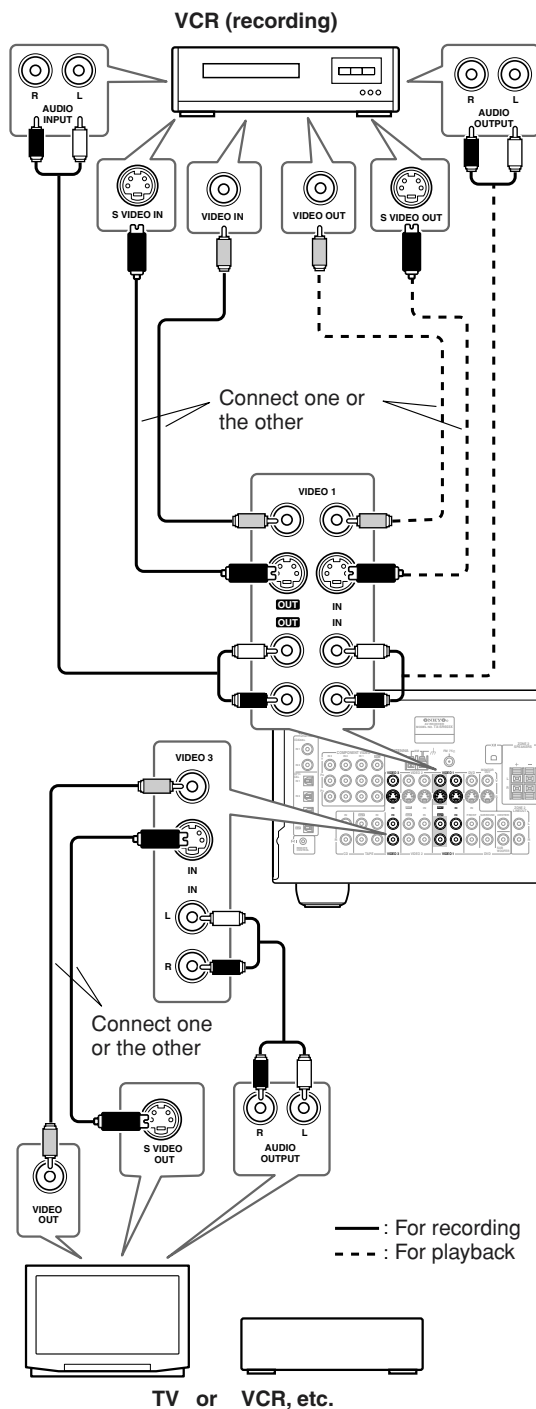 VCR (recording)
R L
AUDIO
INPUT
R L
AUDIO
OUTPUT
S VIDEO IN
VIDEO IN
VIDEO OUT
S VIDEO OUT
Connect one or
the other
VIDEO 1
OUT IN
OUT IN
ONKYO
VIDEO 3
IN
IN
L
R
Connect one
or the other
S VIDEO
OUT
R L
AUDIO
OUTPUT
VIDEO
OUT
: For recording
: For playback
TV or VCR, etc.